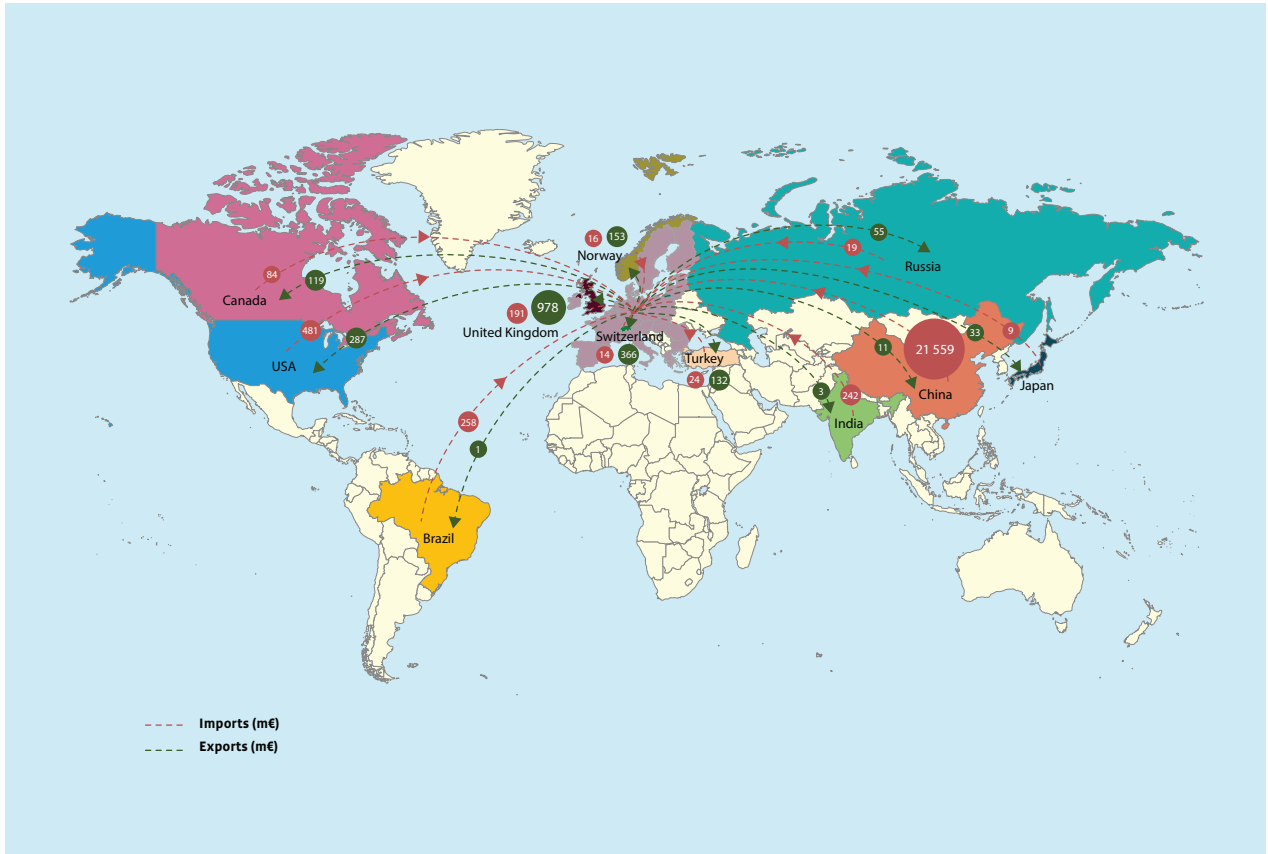 16
153
Norway
55
19
Russia
84
119
Canada
978
191
United Kingdom
481
287
USA
Switzerland
14
366
Turkey
24
132
11
21 559
33
9
China
Japan
3
242
India
258
1
Brazil
Imports (m€)
Exports (m€)